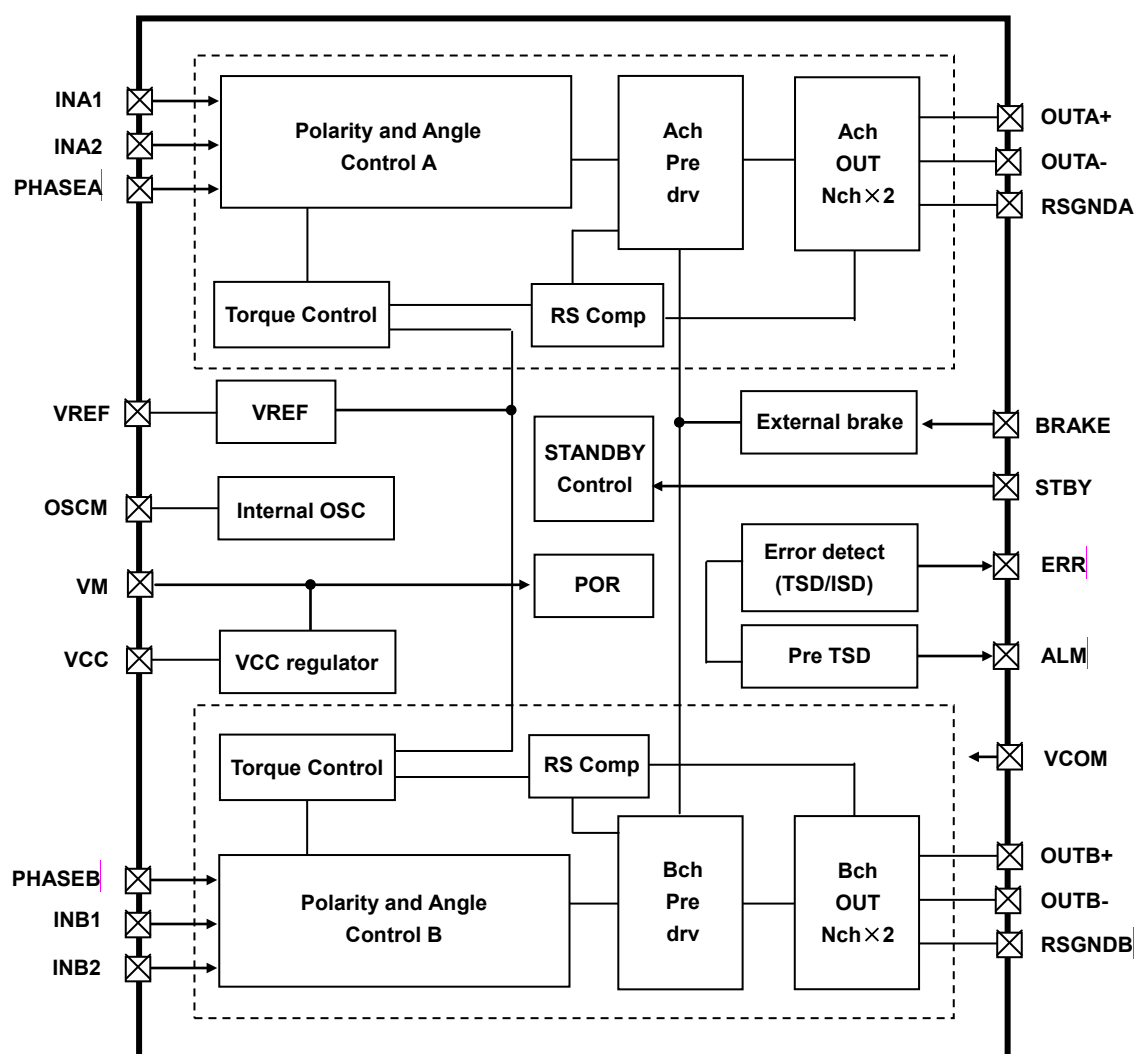 INA1
INA2
PHASEA
Polarity and Angle
Control A
Ach
Pre
drv
Ach
OUT
Nch×2
OUTA+
OUTA-
RSGNDA
Torque Control
RS Comp
VREF
VREF
External brake
BRAKE
STANDBY
Control
STBY
OSCM
Internal OSC
Error detect
(TSD/ISD)
ERR
VM
POR
VCC
VCC regulator
Pre TSD
ALM
Torque Control
RS Comp
VCOM
PHASEB
INB1
INB2
Polarity and Angle
Control B
Bch
Pre
drv
Bch
OUT
Nch×2
OUTB+
OUTB-
RSGNDB